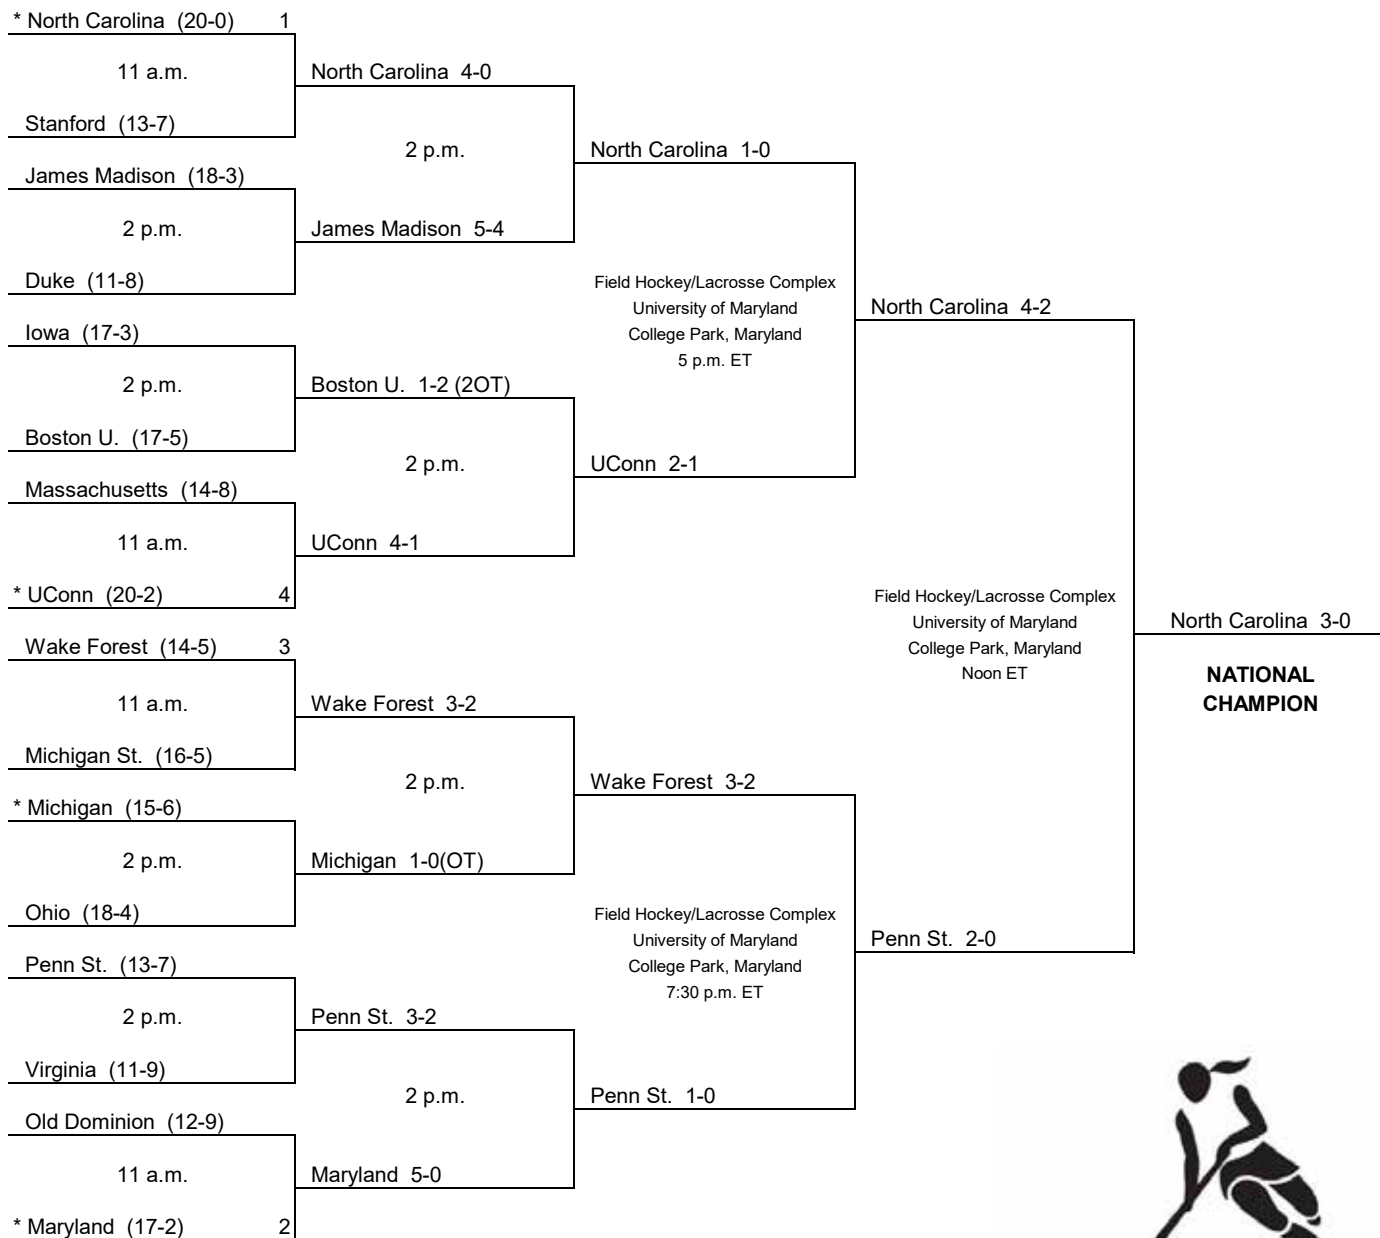 * North Carolina (20-0) 1
11 a.m.
Stanford (13-7)
James Madison (18-3)
2 p.m.
Duke (11-8)
Iowa (17-3)
2 p.m.
Boston U. (17-5)
Massachusetts (14-8)
11 a.m.
* UConn (20-2) 4
Wake Forest (14-5) 3
11 a.m.
Michigan St. (16-5)
* Michigan (15-6)
2 p.m.
Ohio (18-4)
Penn St. (13-7)
2 p.m.
Virginia (11-9)
Old Dominion (12-9)
11 a.m.
* Maryland (17-2) 2
North Carolina 4-0
2 p.m.
James Madison 5-4
Boston U. 1-2 (2OT)
2 p.m.
UConn 4-1
Wake Forest 3-2
2 p.m.
Michigan 1-0(OT)
Penn St. 3-2
2 p.m.
Maryland 5-0
North Carolina 1-0
Field Hockey/Lacrosse Complex
University of Maryland
College Park, Maryland
5 p.m. ET
UConn 2-1
Wake Forest 3-2
Field Hockey/Lacrosse Complex
University of Maryland
College Park, Maryland
7:30 p.m. ET
Penn St. 1-0
North Carolina 4-2
Field Hockey/Lacrosse Complex
University of Maryland
College Park, Maryland
Noon ET
Penn St. 2-0
North Carolina 3-0
NATIONAL
CHAMPION